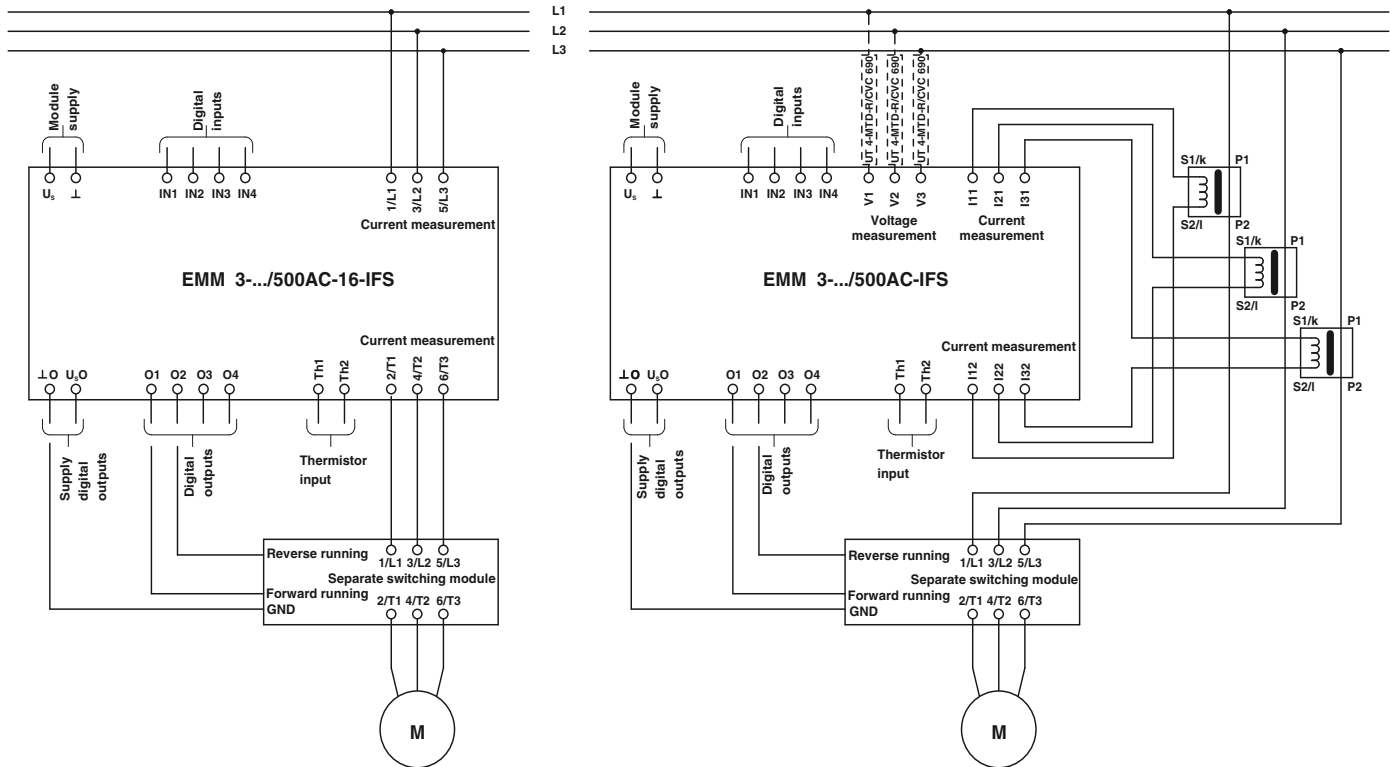 L1
L2
L3
Module
supply
Digital
inputs
Us
⊥
IN1 IN2 IN3 IN4
1/L1
3/L2
5/L3
Current measurement
EMM 3-.../500AC-16-IFS
Current measurement
⊥O UsO
O1 O2 O3 O4
Th1
Th2
2/T1
4/T2
6/T3
Supply
digital
outputs
Digital
outputs
Thermistor
input
Reverse running
1/L1 3/L2 5/L3
Separate switching module
Forward running
2/T1 4/T2 6/T3
GND
M
Module
supply
Digital
inputs
UT 4-MTD-R/CVC 690
UT 4-MTD-R/CVC 690
UT 4-MTD-R/CVC 690
Us
⊥
IN1 IN2 IN3 IN4
V1
V2
V3
I11
I21
I31
Voltage
measurement
Current
measurement
EMM 3-.../500AC-IFS
S1/k P1
S2/l P2
S1/k P1
S2/l P2
S1/k P1
S2/l P2
Current measurement
⊥O UsO
O1 O2 O3 O4
Th1
Th2
I12
I22
I32
Supply
digital
outputs
Digital
outputs
Thermistor
input
Reverse running
1/L1 3/L2 5/L3
Separate switching module
Forward running
2/T1 4/T2 6/T3
GND
M